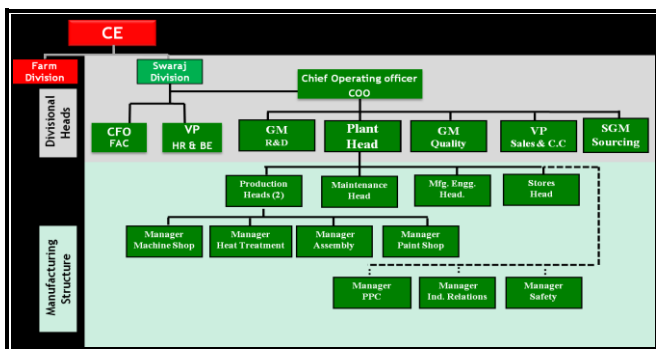 CE
Farm
Division
Swaraj
Division
Chief Operating officer
COO
Divisional
Heads
CFO
FAC
VP
HR & BE
GM
R&D
Plant
Head
GM
Quality
VP
Sales & C.C
SGM
Sourcing
Manufacturing
Structure
Production
Heads (2)
Maintenance
Head
Mfg. Engg.
Head.
Stores
Head
Manager
Machine Shop
Manager
Heat Treatment
Manager
Assembly
Manager
Paint Shop
Manager
PPC
Manager
Ind. Relations
Manager
Safety